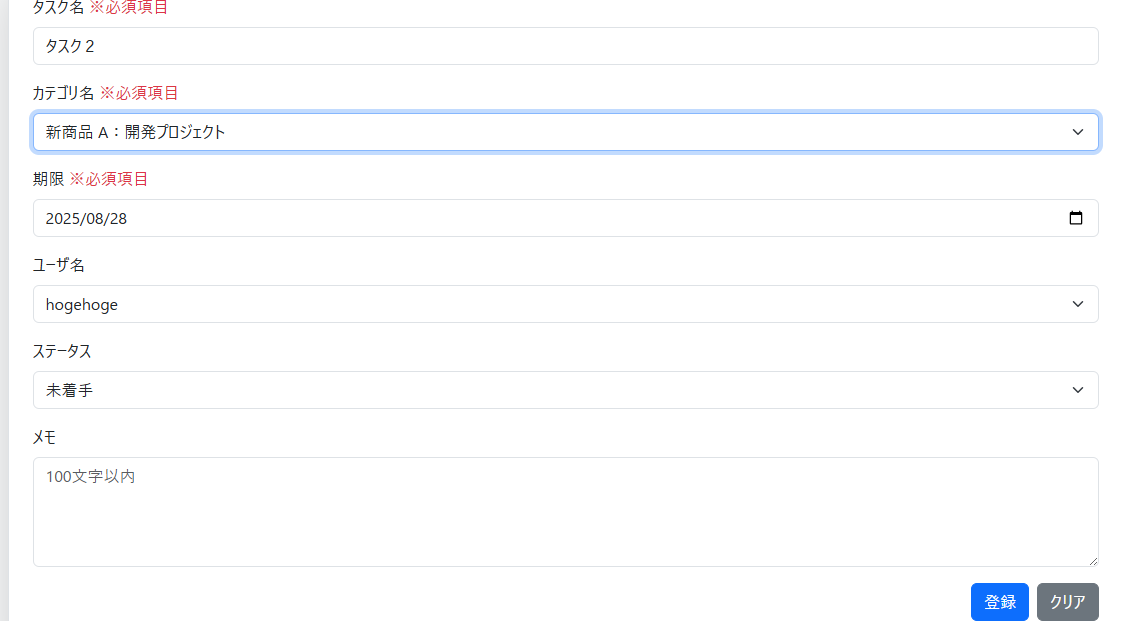 タスク名 ※必須項目
タスク２
カテゴリ名 ※必須項目
新商品 A：開発プロジェクト
期限 ※必須項目
2025/08/28
ユーザ名
hogehoge
ステータス
未着手
メモ
100文字以内
登録 クリア